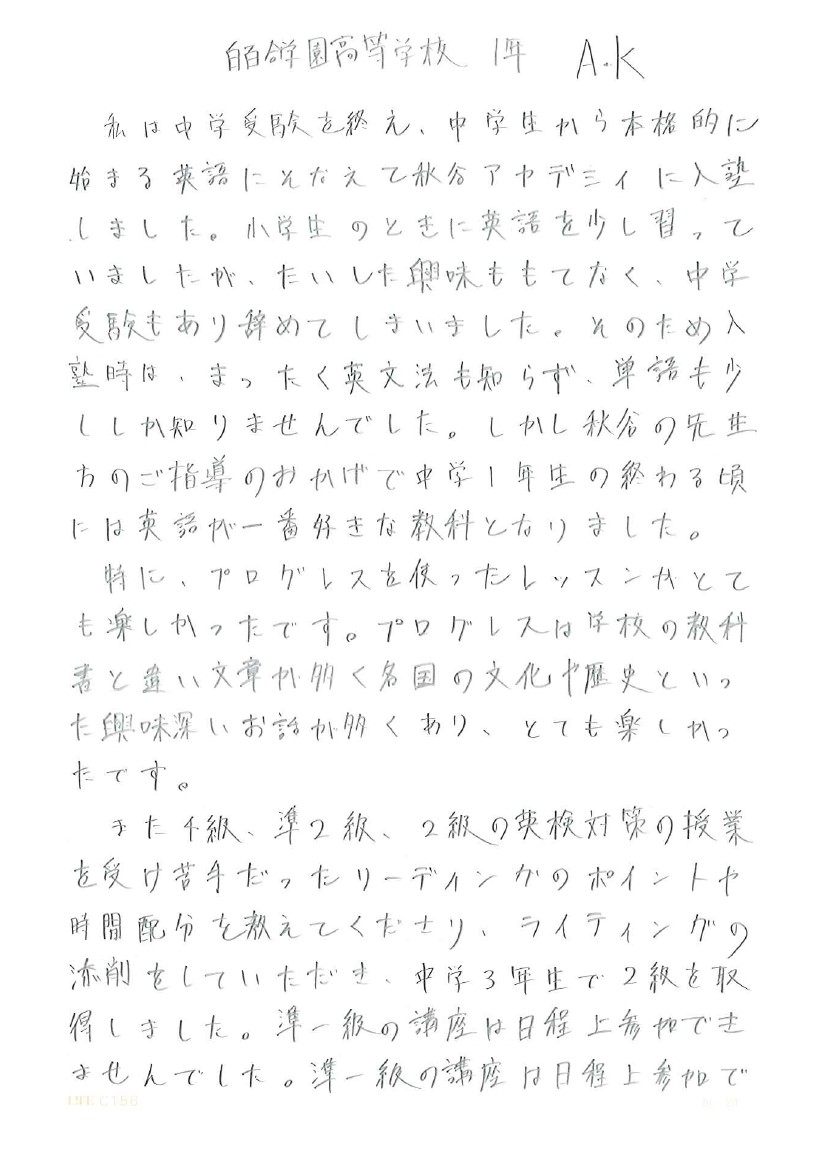 白百合学園高等学校 1年 A.K
私は中学受験を終え、中学生から本格的に
始まる英語にそなえて秋谷アカデミィに入塾
しました。小学生のときに英語を少し習って
いましたが、たいした興味ももてなく、中学
受験もあり辞めてしまいました。そのため入
塾時は、まったく英文法も知らず、単語も少
ししか知りませんでした。しかし秋谷の先生
方のご指導のおかげで中学1年生の終わる頃
には英語が一番好きな教科となりました。
特に、プログレスを使ったレッスンがとて
も楽しかったです。プログレスは学校の教科
書と違い文章が多く各国の文化や歴史といっ
た興味深いお話が多くあり、とても楽しかっ
たです。
また4級、準2級、2級の英検対策の授業
を受け苦手だったリーディングのポイントや
時間配分を教えてくださり、ライティングの
添削をしていただき、中学3年生で2級を取
得しました。準一級の講座は日程上参加でき
ませんでした。準一級の講座は日程上参加で
LIFE C156